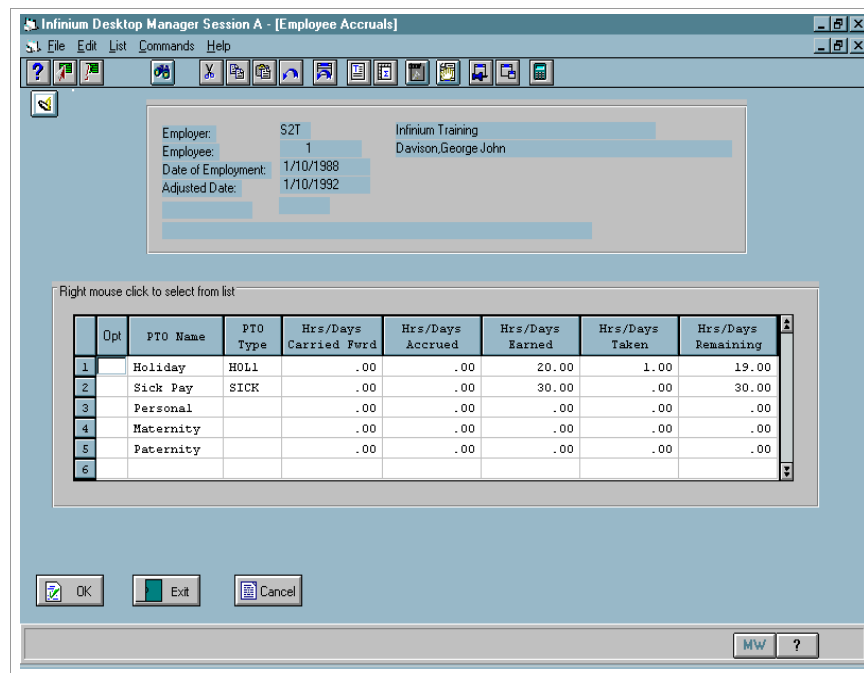 Infinium Desktop Manager Session A - [Employee Accruals]
File Edit List Commands Help
?
Employer: S2T Infinium Training
Employee: 1 Davison,George John
Date of Employment: 1/10/1988
Adjusted Date: 1/10/1992
Right mouse click to select from list
Opt PTO Name PTO Type Hrs/Days Carried Fwrd Hrs/Days Accrued Hrs/Days Earned Hrs/Days Taken Hrs/Days Remaining
1 Holiday HOL1 .00 .00 20.00 1.00 19.00
2 Sick Pay SICK .00 .00 30.00 .00 30.00
3 Personal .00 .00 .00 .00 .00
4 Maternity .00 .00 .00 .00 .00
5 Paternity .00 .00 .00 .00 .00
6
OK Exit Cancel
MW ?